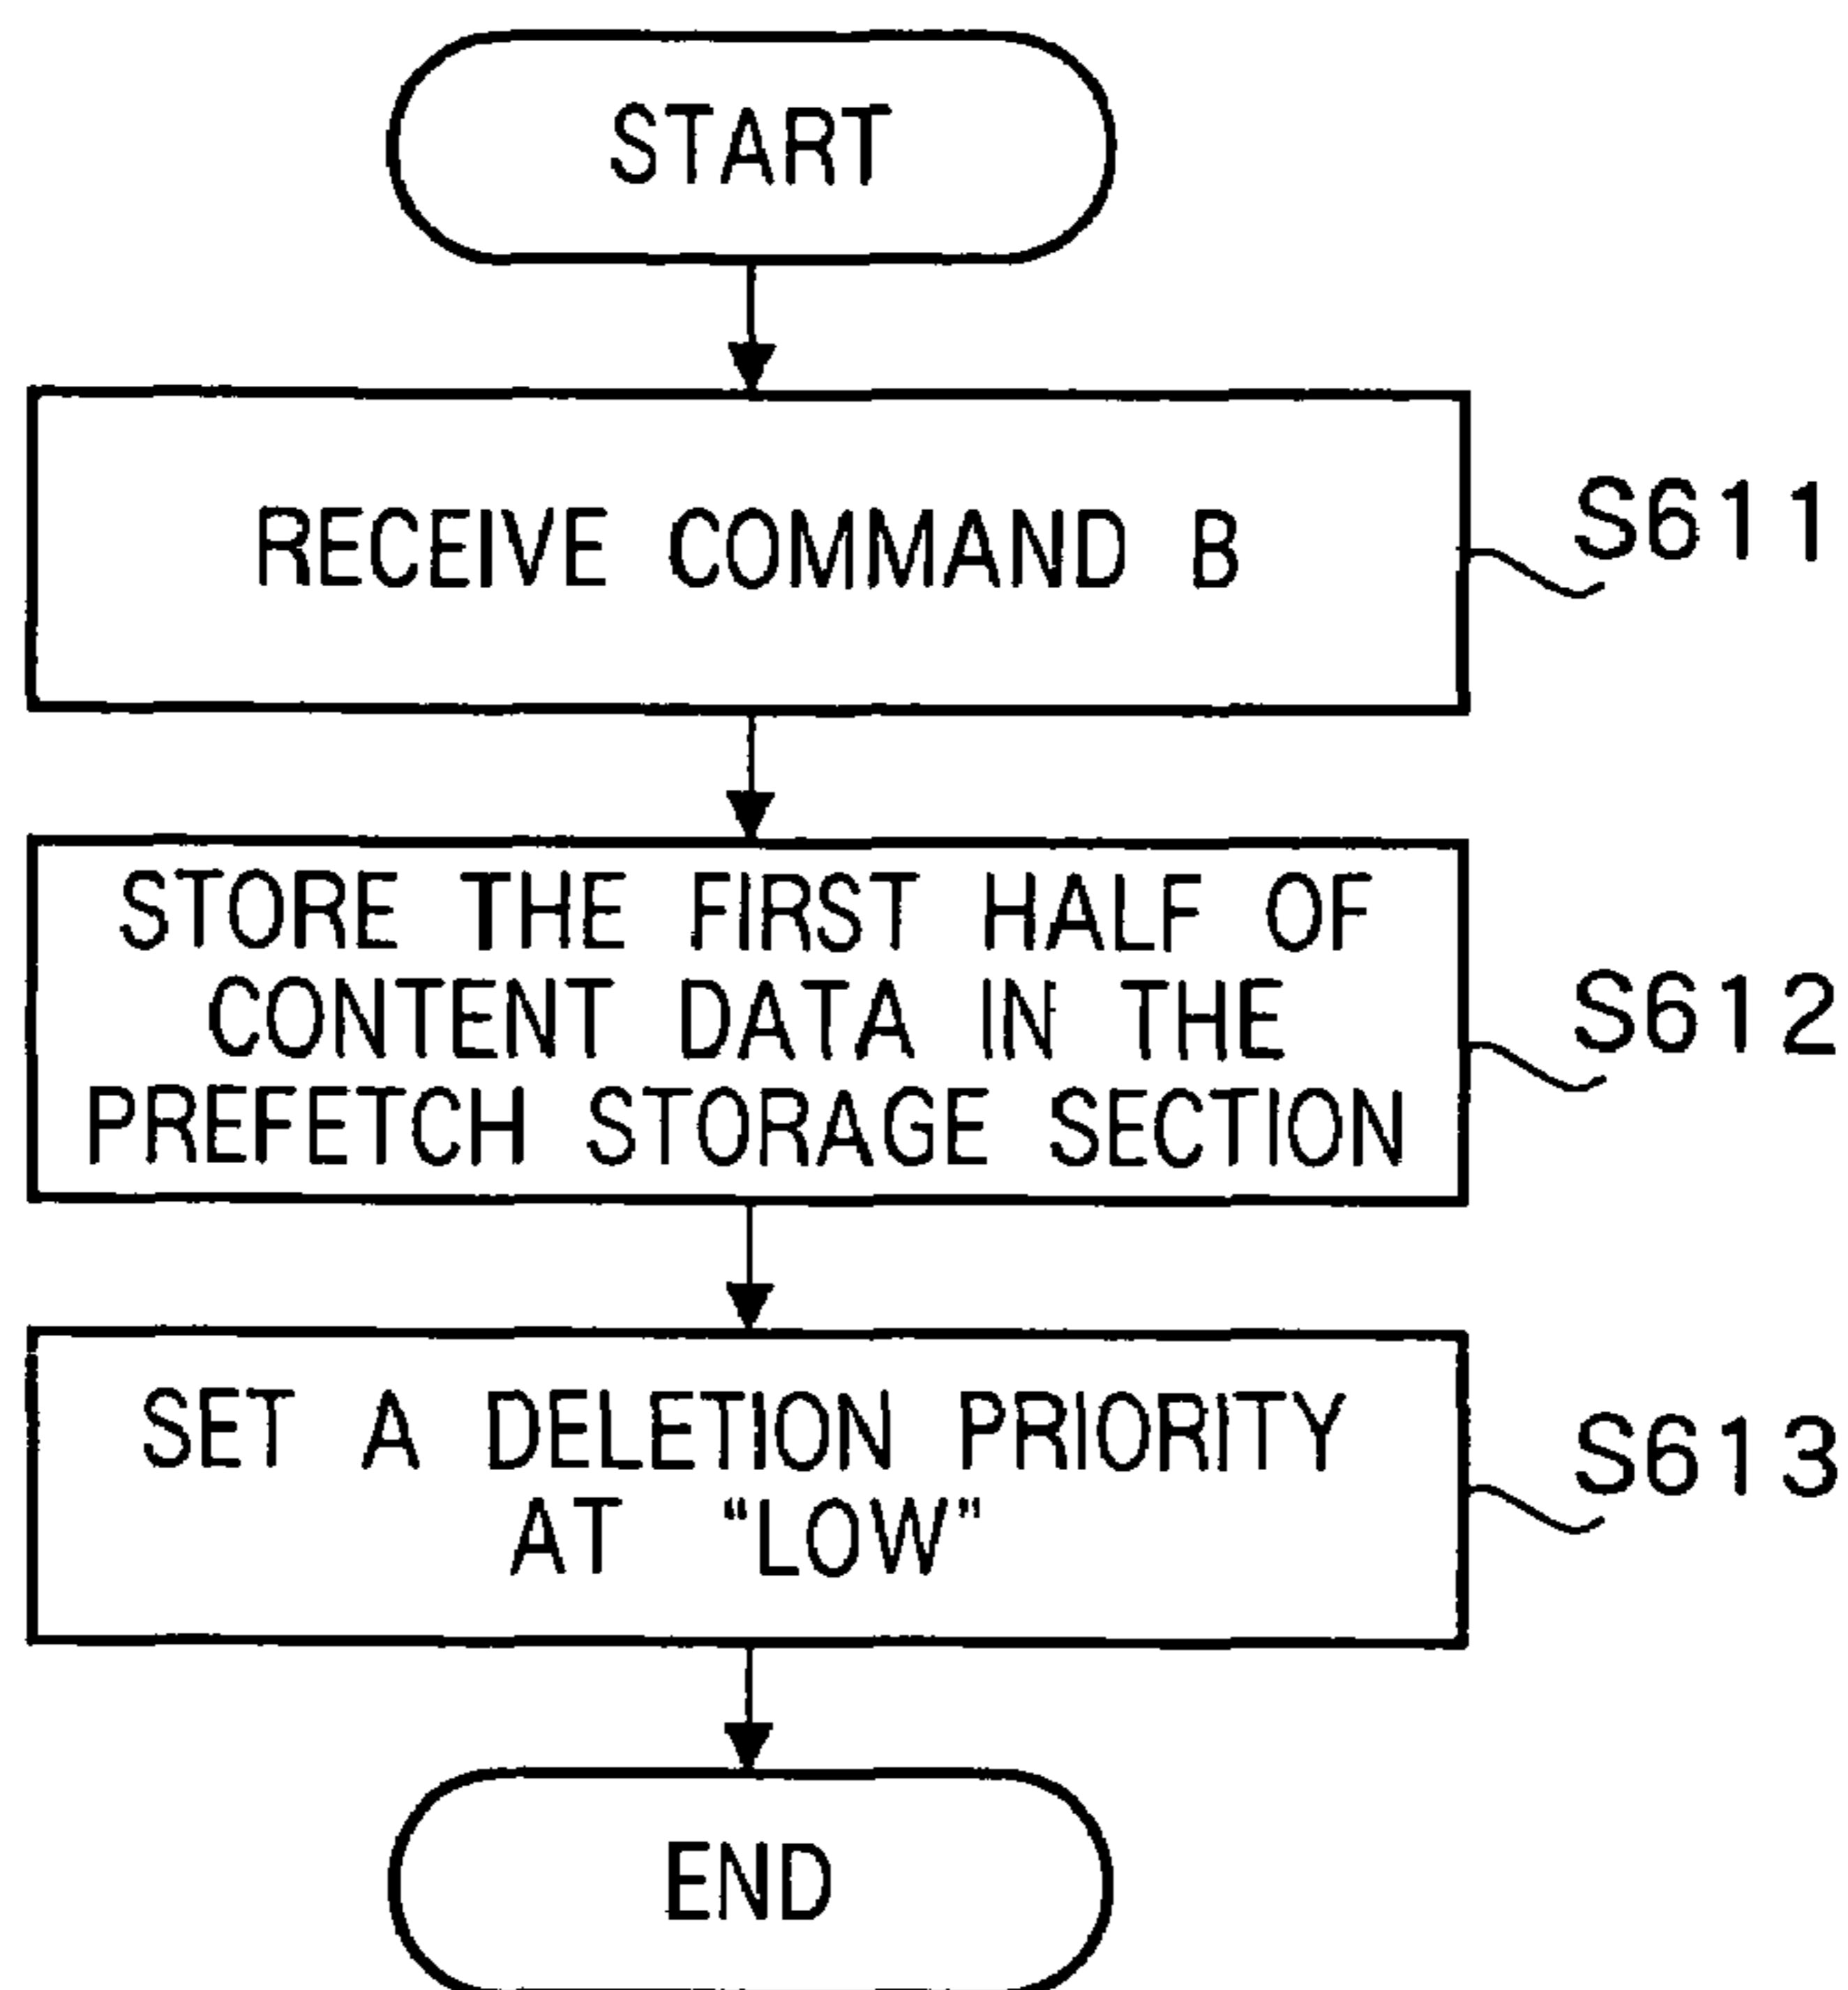 START
RECEIVE COMMAND B
S611
STORE THE FIRST HALF OF
CONTENT DATA IN THE
PREFETCH STORAGE SECTION
S612
SET A DELETION PRIORITY
AT "LOW"
S613
END